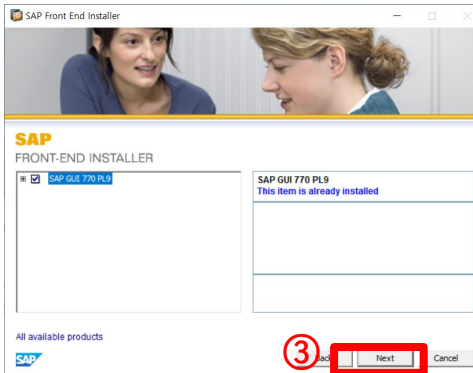 SAP Front End Installer
SAP
FRONT-END INSTALLER
SAP GUI 770 PL9
SAP GUI 770 PL9
This item is already installed
All available products
SAP
③
Next
Cancel